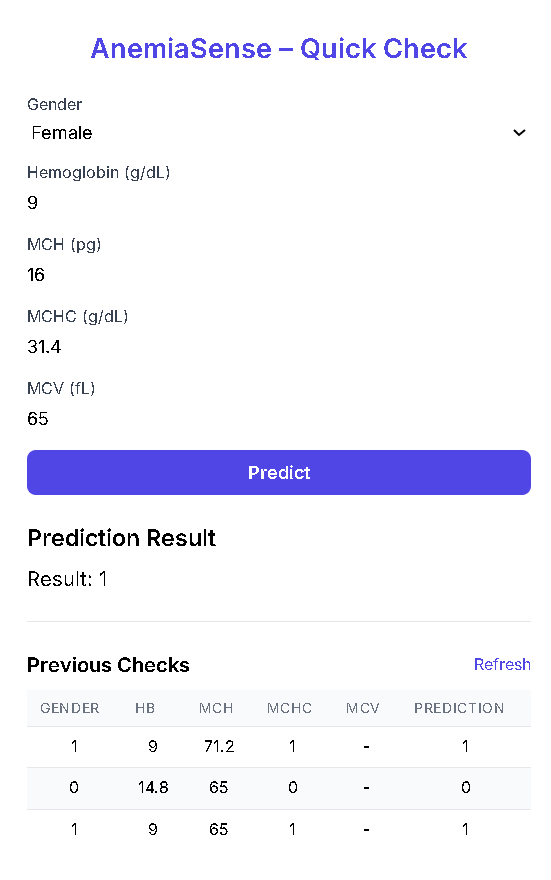 AnemiaSense – Quick Check
Gender
Female
Hemoglobin (g/dL)
9
MCH (pg)
16
MCHC (g/dL)
31.4
MCV (fL)
65
Predict
Prediction Result
Result: 1
Previous Checks Refresh
GENDER HB MCH MCHC MCV PREDICTION
1 9 71.2 1 - 1
0 14.8 65 0 - 0
1 9 65 1 - 1